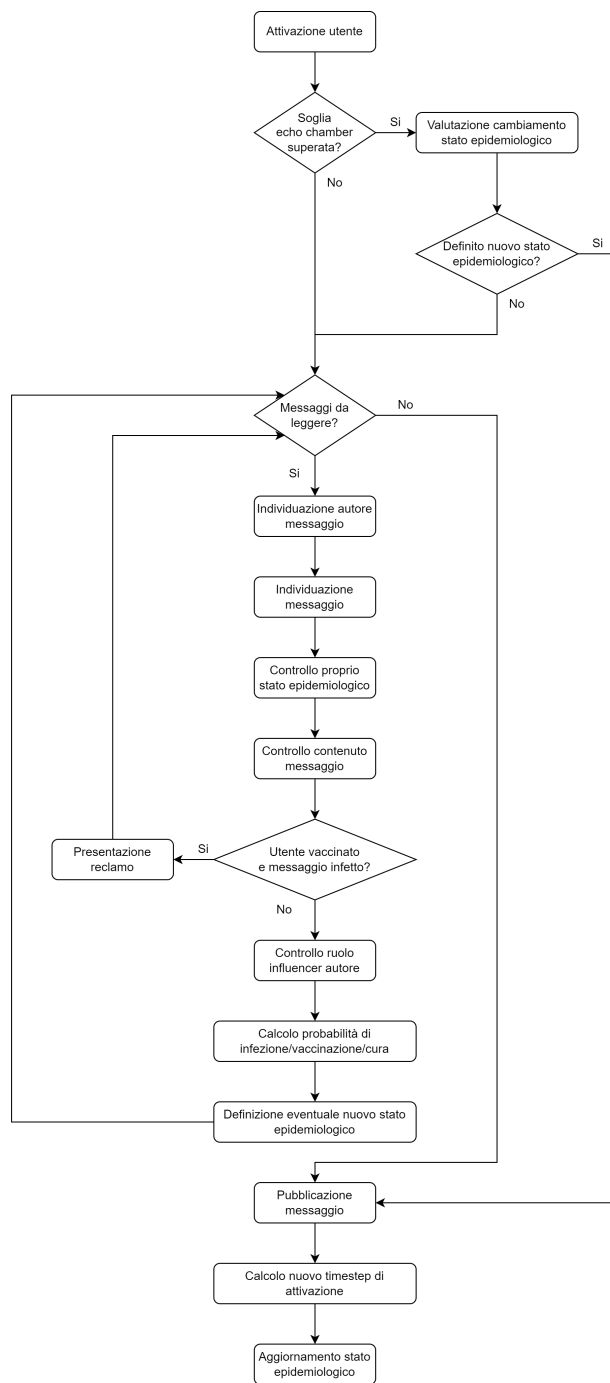 Attivazione utente
Soglia
echo chamber
superata?
Si
Valutazione cambiamento
stato epidemiologico
No
Definito nuovo stato
epidemiologico?
Si
No
Messaggi da
leggere?
No
Si
Individuazione autore
messaggio
Individuazione
messaggio
Controllo proprio
stato epidemiologico
Controllo contenuto
messaggio
Utente vaccinato
e messaggio infetto?
Si
Presentazione
reclamo
No
Controllo ruolo
influencer autore
Calcolo probabilità di
infezione/vaccinazione/cura
Definizione eventuale nuovo stato
epidemiologico
Pubblicazione
messaggio
Calcolo nuovo timestep di
attivazione
Aggiornamento stato
epidemiologico